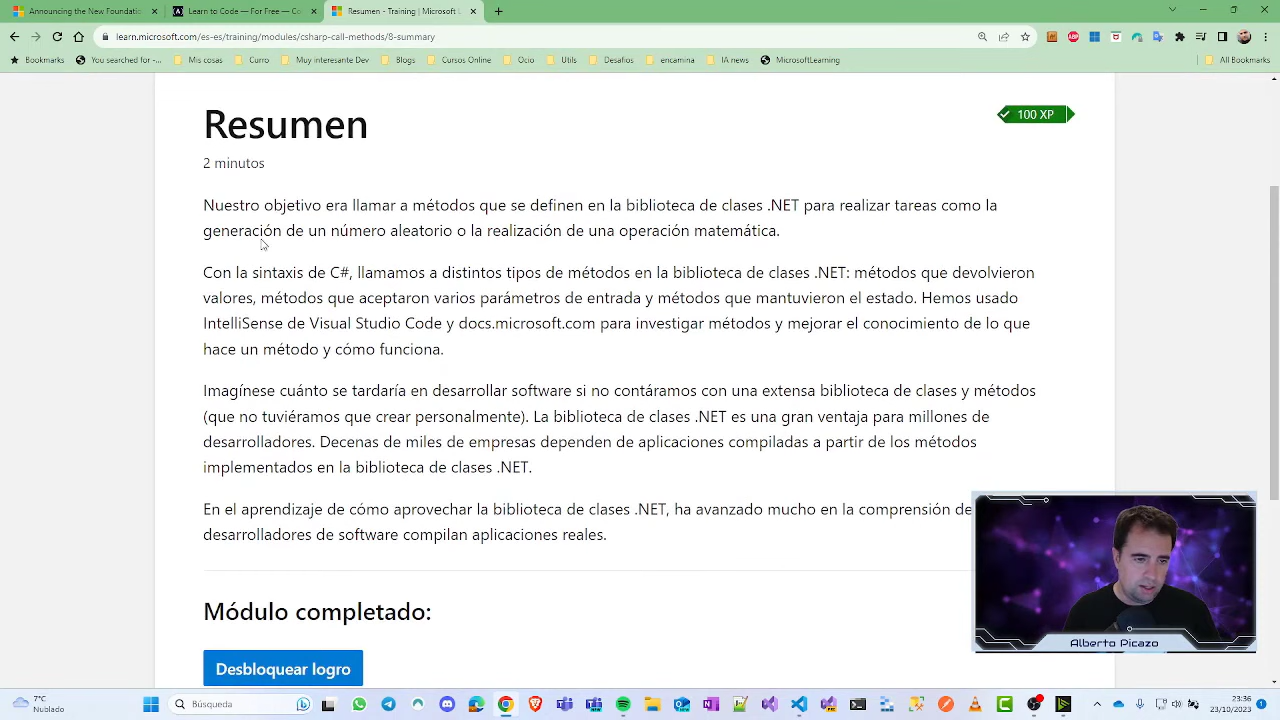 Announcing the New Foundatio
Learn to Code — For Free — Co
Resumen - Training | Microsoft L
learn.microsoft.com/es-es/training/modules/csharp-call-methods/8-summary
Bookmarks
You searched for -...
Mis cosas
Curro
Muy interesante Dev
Blogs
Cursos Online
Ocio
Utils
Desafios
encamina
IA news
MicrosoftLearning
All Bookmarks
Resumen
100 XP
2 minutos
Nuestro objetivo era llamar a métodos que se definen en la biblioteca de clases .NET para realizar tareas como la
generación de un número aleatorio o la realización de una operación matemática.
Con la sintaxis de C#, llamamos a distintos tipos de métodos en la biblioteca de clases .NET: métodos que devolvieron
valores, métodos que aceptaron varios parámetros de entrada y métodos que mantuvieron el estado. Hemos usado
IntelliSense de Visual Studio Code y docs.microsoft.com para investigar métodos y mejorar el conocimiento de lo que
hace un método y cómo funciona.
Imagínese cuánto se tardaría en desarrollar software si no contáramos con una extensa biblioteca de clases y métodos
(que no tuviéramos que crear personalmente). La biblioteca de clases .NET es una gran ventaja para millones de
desarrolladores. Decenas de miles de empresas dependen de aplicaciones compiladas a partir de los métodos
implementados en la biblioteca de clases .NET.
En el aprendizaje de cómo aprovechar la biblioteca de clases .NET, ha avanzado mucho en la comprensión de
desarrolladores de software compilan aplicaciones reales.
Módulo completado:
Desbloquear logro
Alberto Picazo
7°C
Nublado
Búsqueda
23:36
23/10/2023